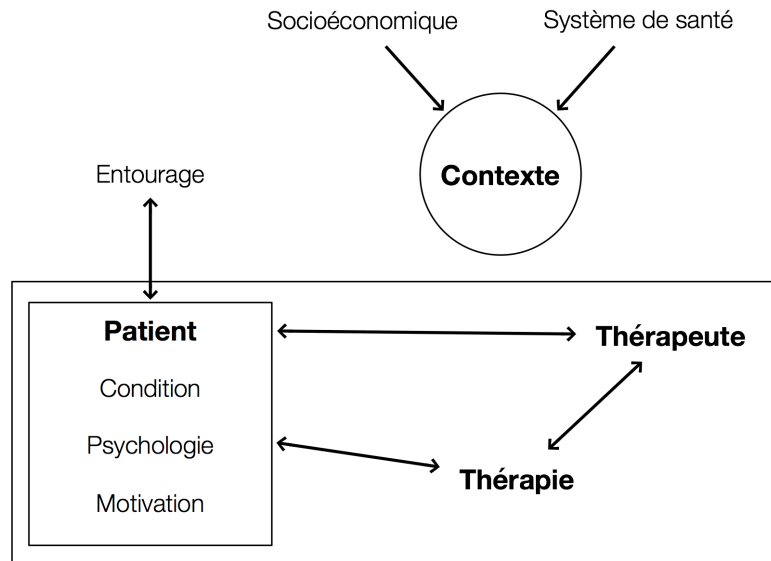 Socioéconomique
Système de santé
Contexte
Entourage
Patient
Thérapeute
Condition
Psychologie
Thérapie
Motivation